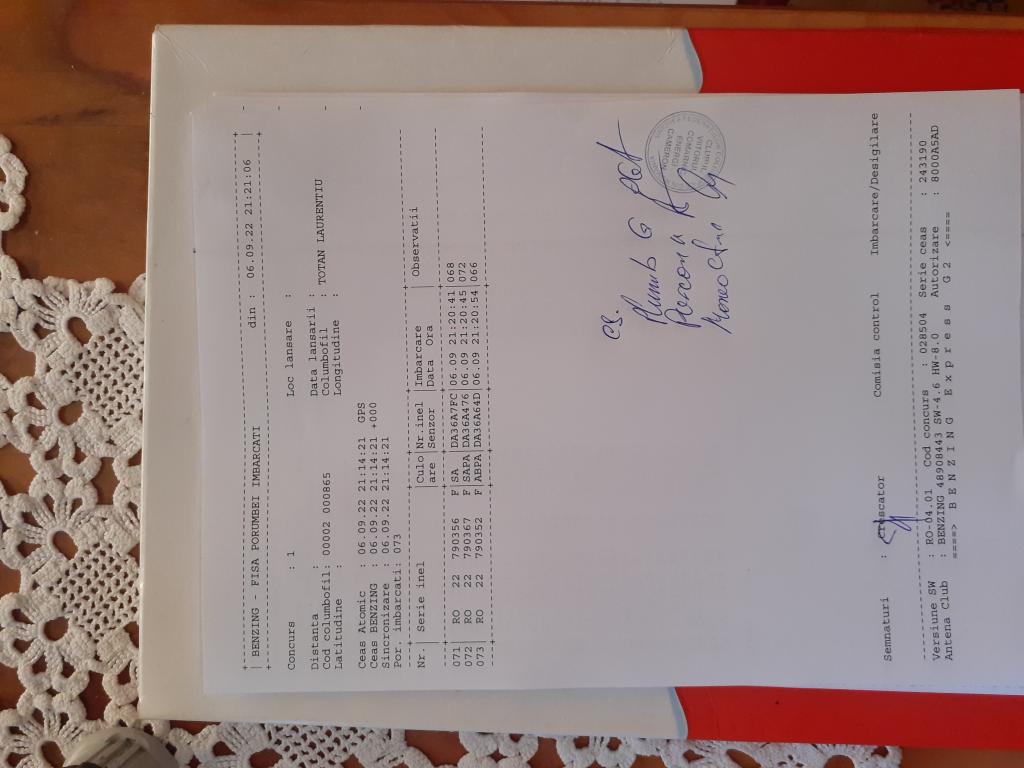 BENZING - FISA PORUMBEI IMBARCATI din : 06.09.22 21:21:06
Concurs : 1 Loc lansare :
Distanta : Data lansarii :
Cod columbofil: 00002 000865 Columbofil : TOTAN LAURENTIU
Latitudine : Longitudine :
Ceas Atomic : 06.09.22 21:14:21 GPS
Ceas BENZING : 06.09.22 21:14:21 +000
Sincronizare : 06.09.22 21:14:21
Por. imbarcati: 073
Nr.| Serie inel |Culo|Nr.inel |Imbarcare |Observatii
|are |Senzor |Data Ora
071| RO 22 790356 F|SA |DA36A7FC|06.09 21:20:41|068
072| RO 22 790367 F|SAPA|DA36A476|06.09 21:20:45|072
073| RO 22 790352 F|ABPA|DA36A64D|06.09 21:20:54|066
Semnaturi : Crescator Comisia control Imbarcare/Desigilare
Versiune SW : RO-04.01 Cod concurs : 028504 Serie ceas : 243190
Antena Club : BENZING 48908443 SW-4.6 HW-8.0 Autorizare : 8000A5AD
====> B E N Z I N G E x p r e s s G 2 <====